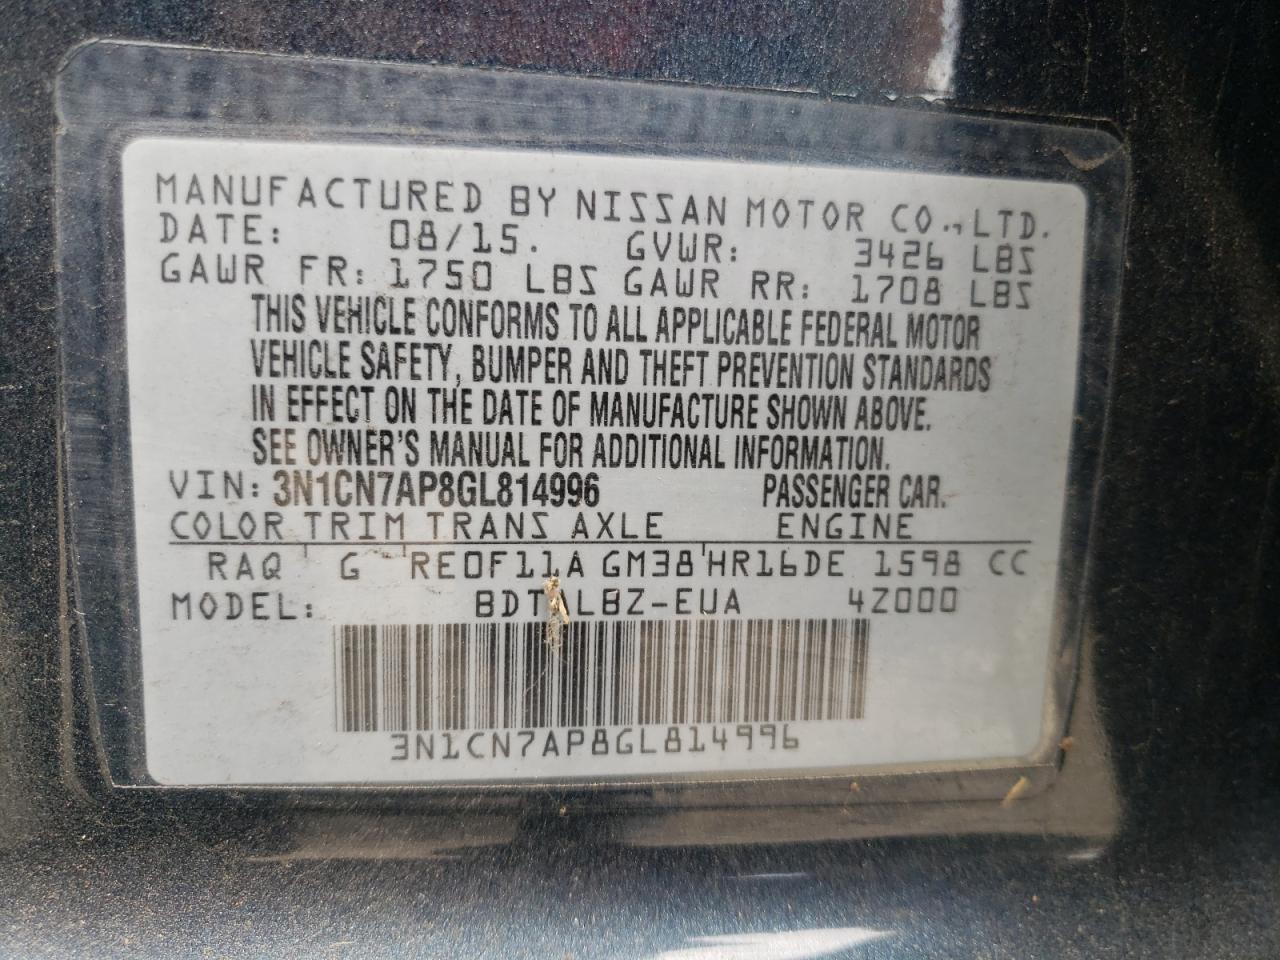 MANUFACTURED BY NISSAN MOTOR CO., LTD.
DATE: 08/15. GVWR: 3426 LBS
GAWR FR: 1750 LBS GAWR RR: 1708 LBS
THIS VEHICLE CONFORMS TO ALL APPLICABLE FEDERAL MOTOR
VEHICLE SAFETY, BUMPER AND THEFT PREVENTION STANDARDS
IN EFFECT ON THE DATE OF MANUFACTURE SHOWN ABOVE.
SEE OWNER'S MANUAL FOR ADDITIONAL INFORMATION.
VIN: 3N1CN7AP8GL814996 PASSENGER CAR.
COLOR TRIM TRANS AXLE ENGINE
RAQ G RE0F11A GM38 HR16DE 1598 CC
MODEL: 4Z000
3N1CN7AP8GL814996